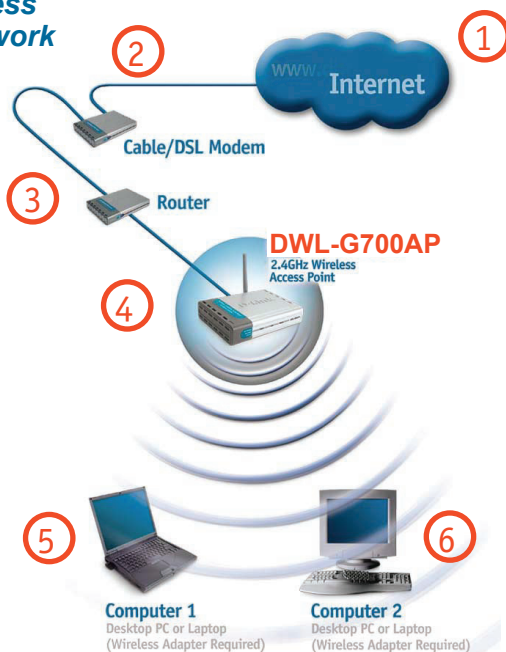 ess
work
2
1
www.
Internet
Cable/DSL Modem
3
Router
DWL-G700AP
2.4GHz Wireless
Access Point
4
D-Link
5
6
Computer 1
Desktop PC or Laptop
(Wireless Adapter Required)
Computer 2
Desktop PC or Laptop
(Wireless Adapter Required)